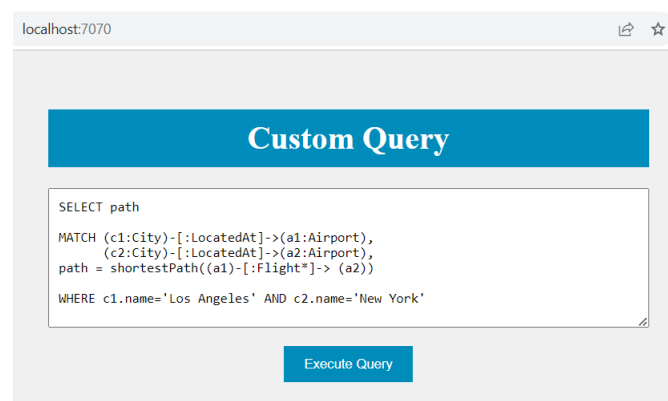 localhost:7070
Custom Query
SELECT path
MATCH (c1:City)-[:LocatedAt]->(a1:Airport),
(c2:City)-[:LocatedAt]->(a2:Airport),
path = shortestPath((a1)-[:Flight*]-> (a2))
WHERE c1.name='Los Angeles' AND c2.name='New York'
Execute Query